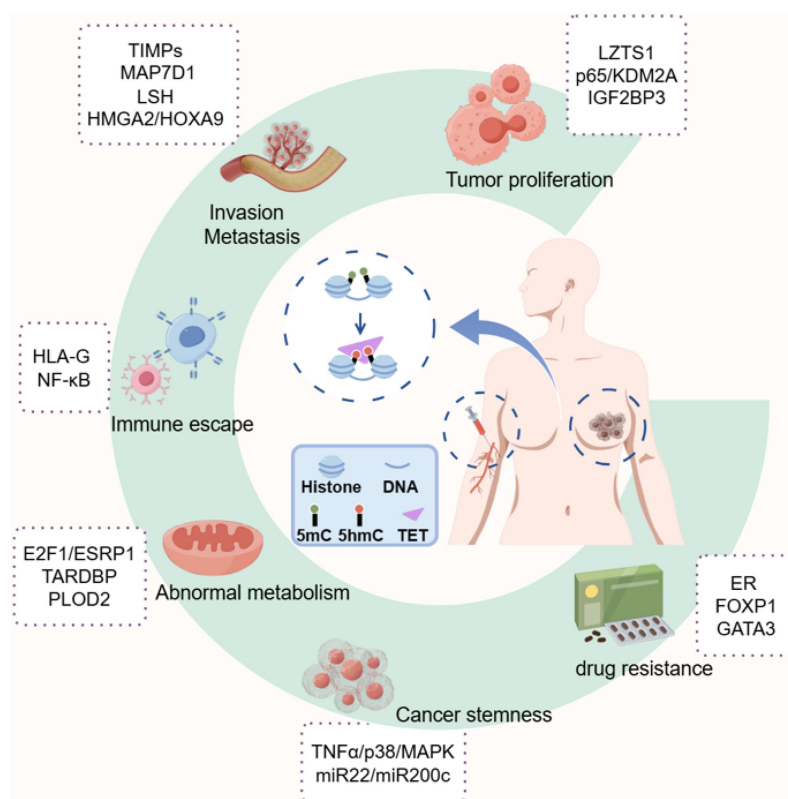 TIMPs
MAP7D1
LSH
HMGA2/HOXA9
LZTS1
p65/KDM2A
IGF2BP3
Tumor proliferation
Invasion
Metastasis
HLA-G
NF-κB
Immune escape
Histone DNA
5mC 5hmC TET
E2F1/ESRP1
TARDBP
PLOD2
Abnormal metabolism
ER
FOXP1
GATA3
drug resistance
Cancer stemness
TNFα/p38/MAPK
miR22/miR200c